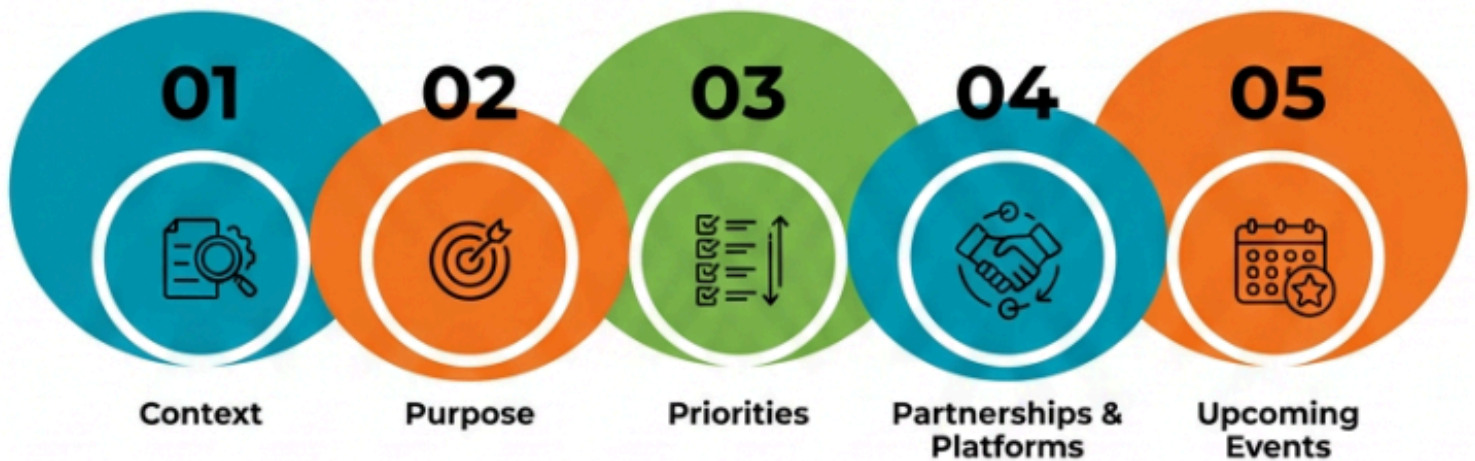 01
02
03
04
05
Context
Purpose
Priorities
Partnerships &
Platforms
Upcoming
Events